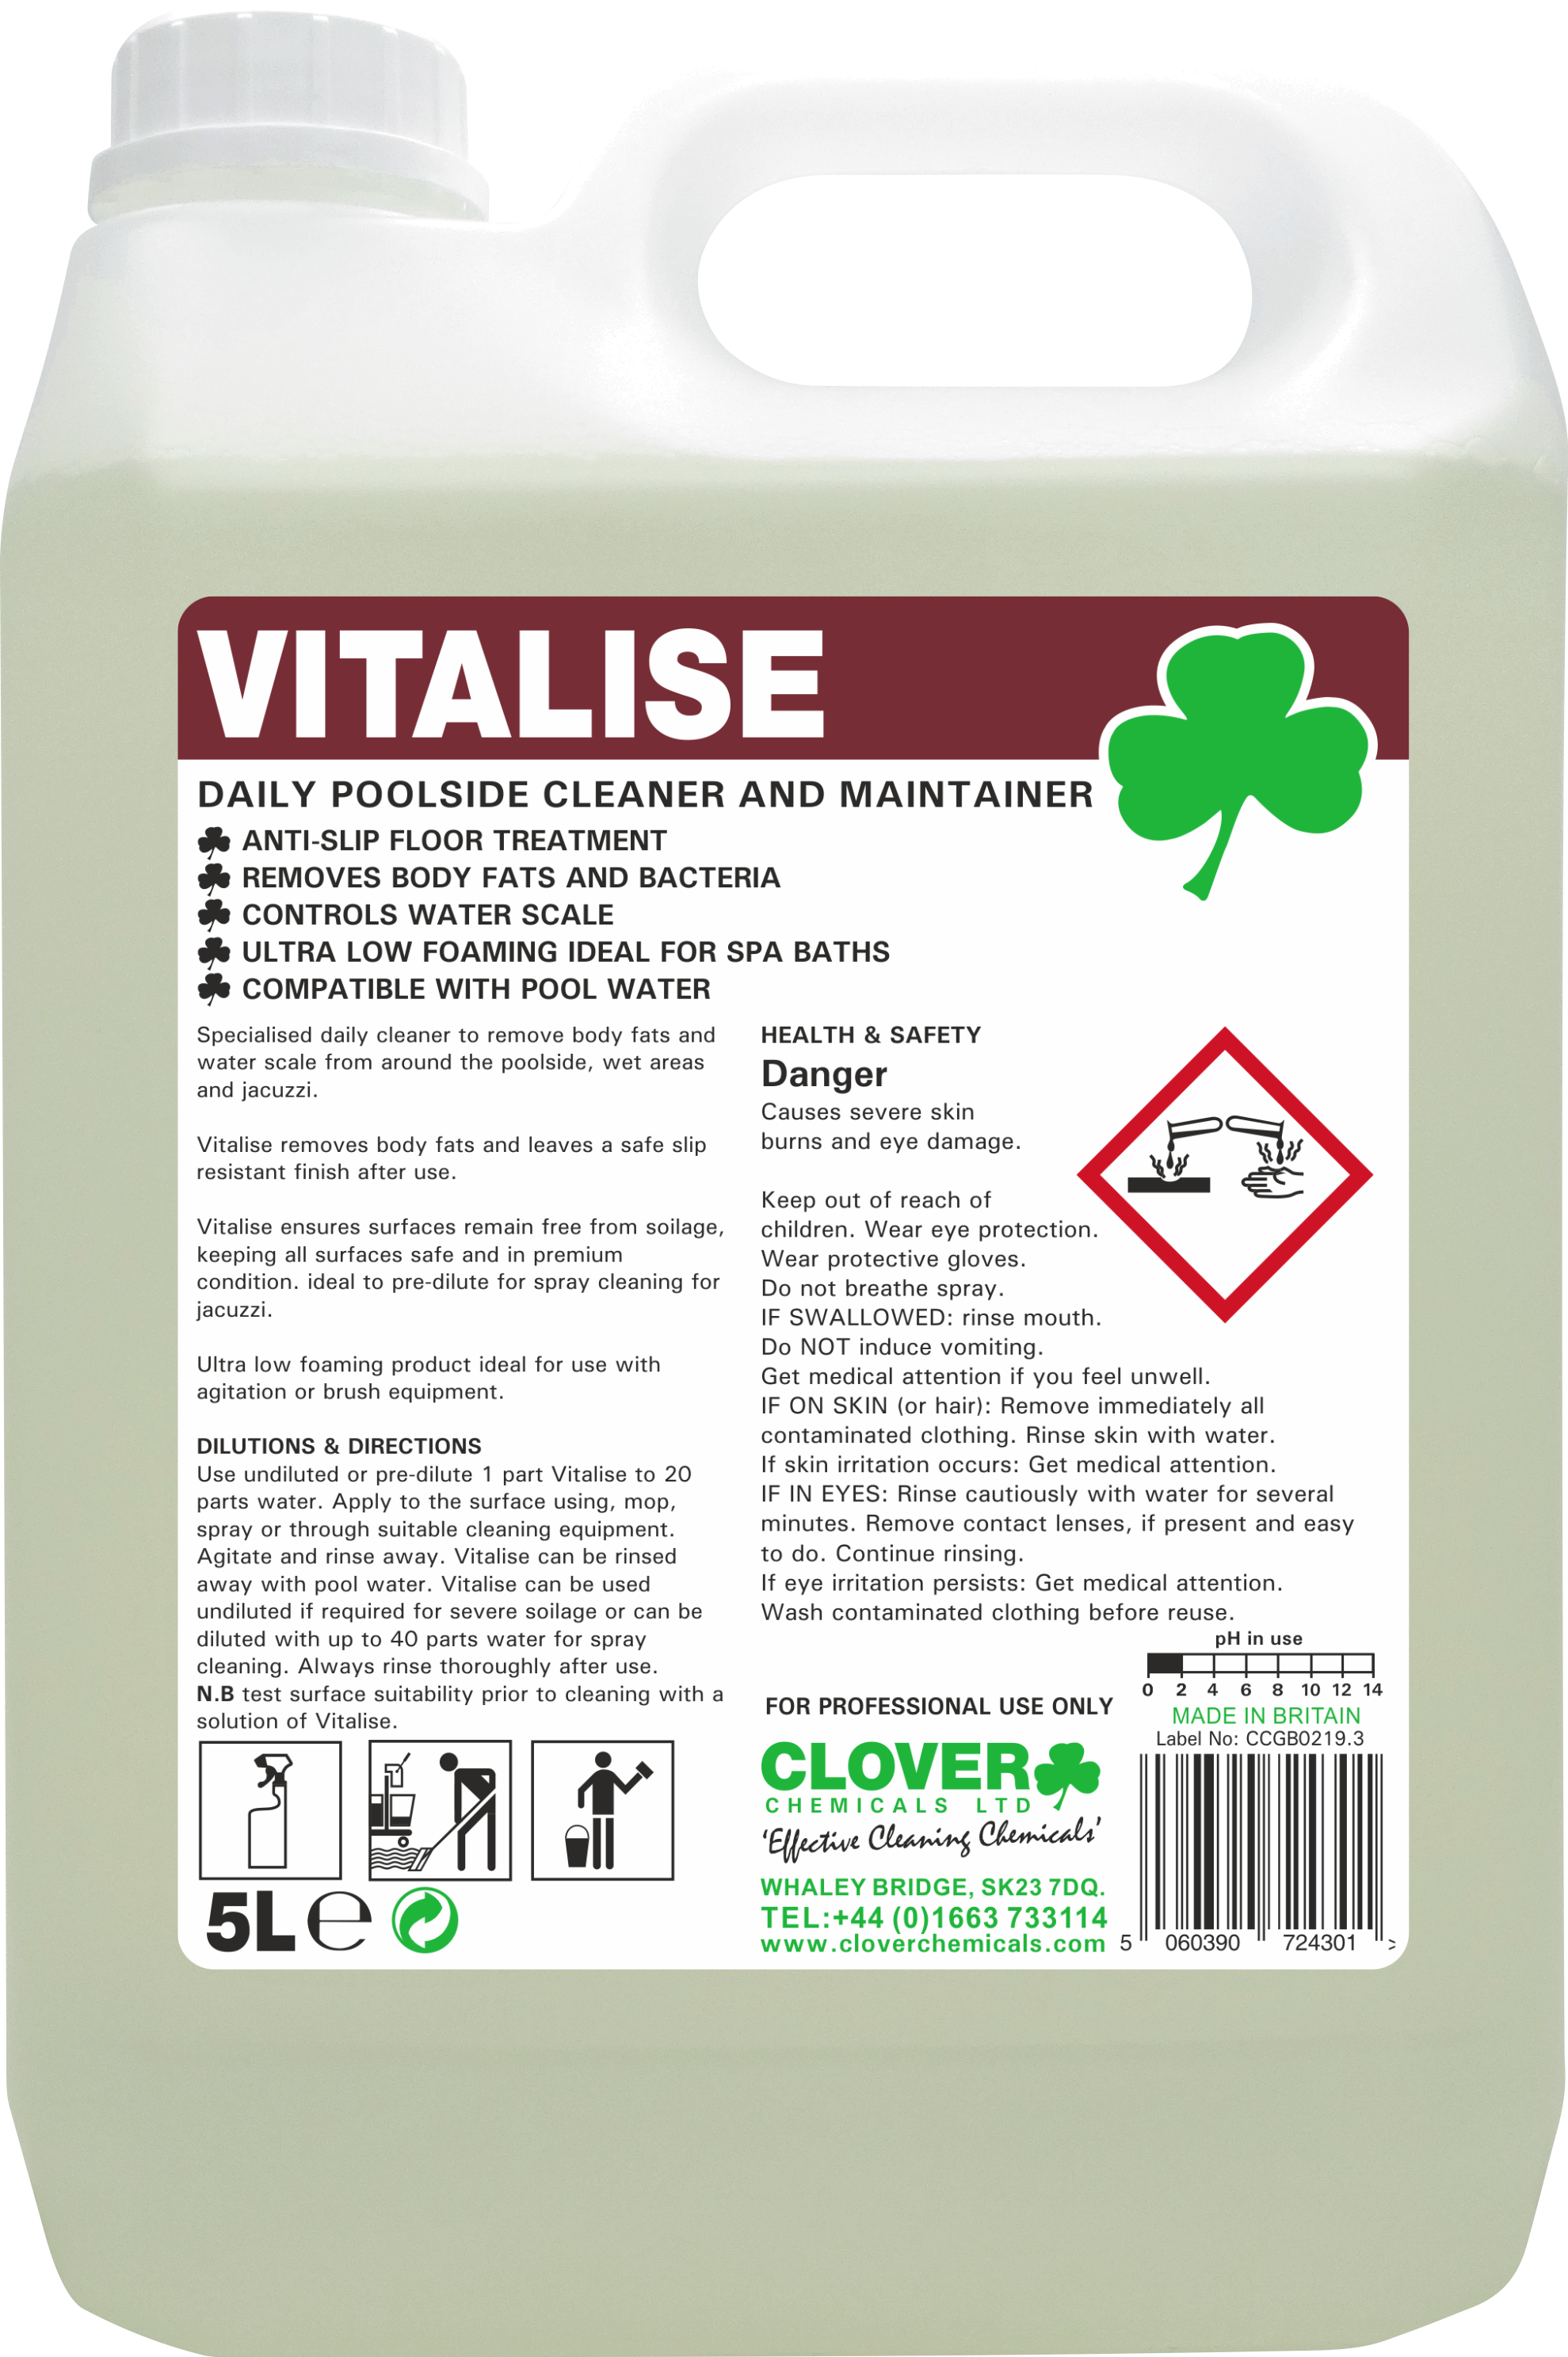 VITALISE
DAILY POOLSIDE CLEANER AND MAINTAINER
ANTI-SLIP FLOOR TREATMENT
REMOVES BODY FATS AND BACTERIA
CONTROLS WATER SCALE
ULTRA LOW FOAMING IDEAL FOR SPA BATHS
COMPATIBLE WITH POOL WATER
Specialised daily cleaner to remove body fats and
water scale from around the poolside, wet areas
and jacuzzi.
Vitalise removes body fats and leaves a safe slip
resistant finish after use.
Vitalise ensures surfaces remain free from soilage,
keeping all surfaces safe and in premium
condition. ideal to pre-dilute for spray cleaning for
jacuzzi.
Ultra low foaming product ideal for use with
agitation or brush equipment.
DILUTIONS & DIRECTIONS
Use undiluted or pre-dilute 1 part Vitalise to 20
parts water. Apply to the surface using, mop,
spray or through suitable cleaning equipment.
Agitate and rinse away. Vitalise can be rinsed
away with pool water. Vitalise can be used
undiluted if required for severe soilage or can be
diluted with up to 40 parts water for spray
cleaning. Always rinse thoroughly after use.
N.B test surface suitability prior to cleaning with a
solution of Vitalise.
5L e
HEALTH & SAFETY
Danger
Causes severe skin
burns and eye damage.
Keep out of reach of
children. Wear eye protection.
Wear protective gloves.
Do not breathe spray.
IF SWALLOWED: rinse mouth.
Do NOT induce vomiting.
Get medical attention if you feel unwell.
IF ON SKIN (or hair): Remove immediately all
contaminated clothing. Rinse skin with water.
If skin irritation occurs: Get medical attention.
IF IN EYES: Rinse cautiously with water for several
minutes. Remove contact lenses, if present and easy
to do. Continue rinsing.
If eye irritation persists: Get medical attention.
Wash contaminated clothing before reuse.
FOR PROFESSIONAL USE ONLY
CLOVER
CHEMICALS LTD
'Effective Cleaning Chemicals'
WHALEY BRIDGE, SK23 7DQ.
TEL:+44 (0)1663 733114
www.cloverchemicals.com
pH in use
0 2 4 6 8 10 12 14
MADE IN BRITAIN
Label No: CCGB0219.3
5 060390 724301 >